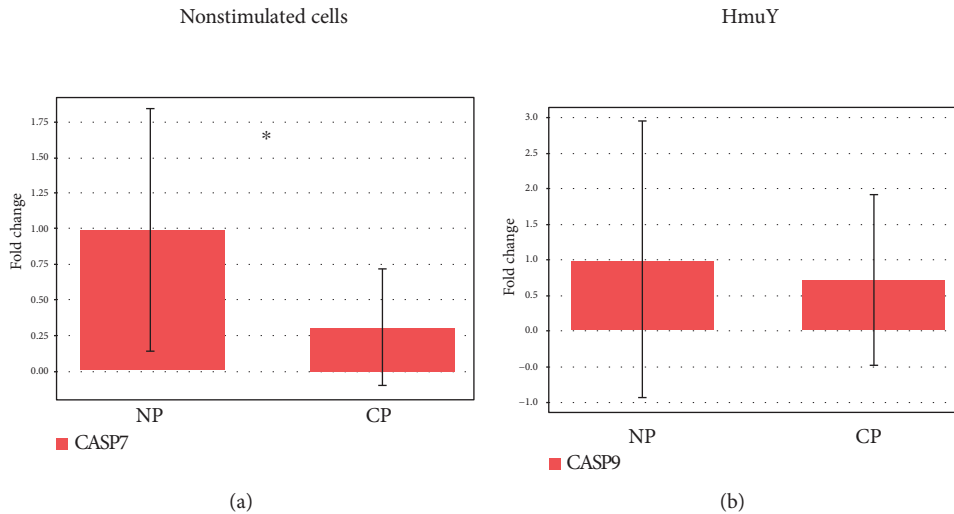 Nonstimulated cells
HmuY
Fold change
1.75
1.50
1.25
1.00
0.75
0.50
0.25
0.00
*
NP
CP
CASP7
(a)
Fold change
3.0
2.5
2.0
1.5
1.0
0.5
0.0
−0.0
−1.0
NP
CP
CASP9
(b)